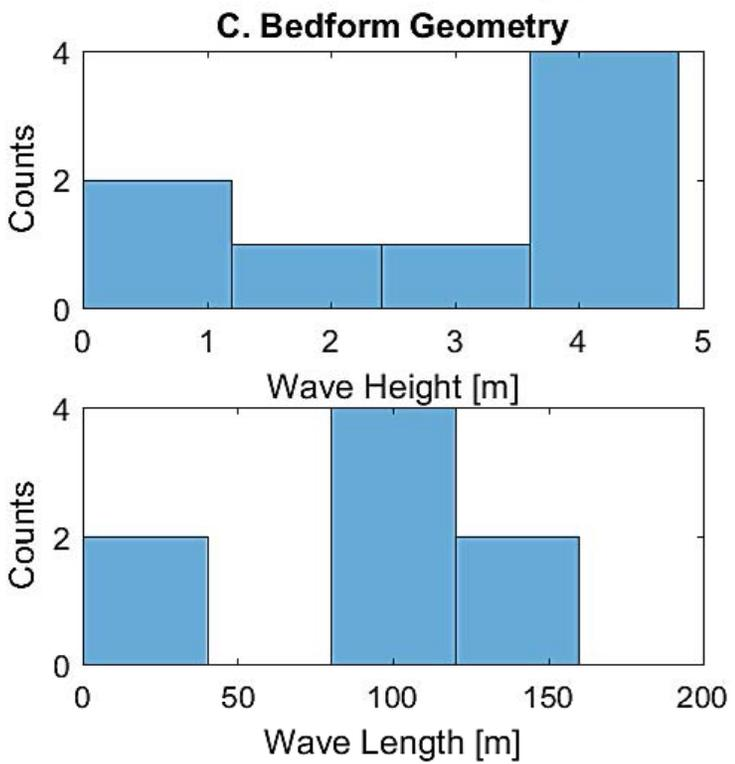 C. Bedform Geometry
4
Counts
2
0
0 1 2 3 4 5
Wave Height [m]
4
Counts
2
0
0 50 100 150 200
Wave Length [m]